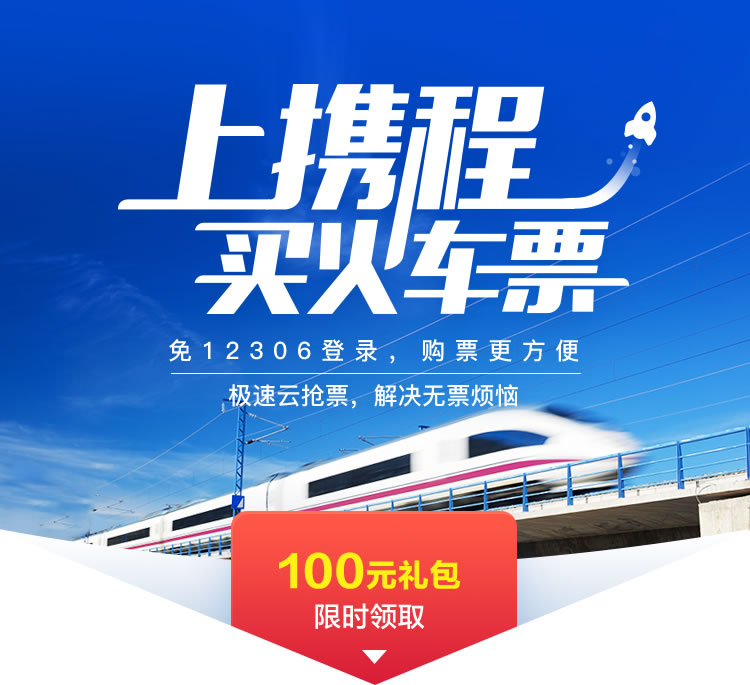 上携程
买火车票
免12306登录，购票更方便
极速云抢票，解决无票烦恼
100元礼包
限时领取